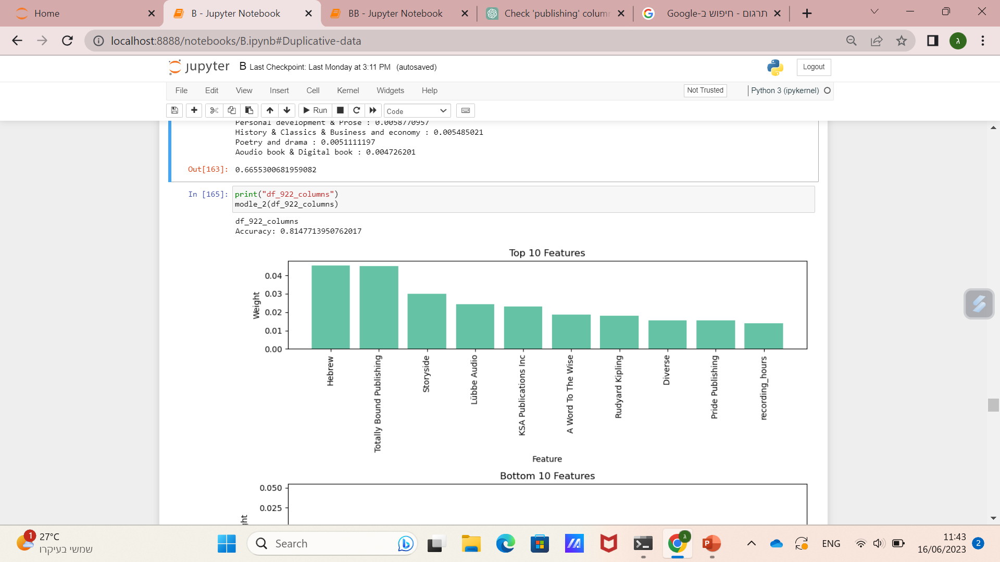 Home
B - Jupyter Notebook
BB - Jupyter Notebook
Check 'publishing' colum
תרגום - חיפוש ב-Google
localhost:8888/notebooks/B.ipynb#Duplicative-data
ג
jupyter B Last Checkpoint: Last Monday at 3:11 PM (autosaved)
Logout
File Edit View Insert Cell Kernel Widgets Help
Not Trusted
Python 3 (ipykernel)
Run
Code
Personal development & Prose : 0.0058770957
History & Classics & Business and economy : 0.005485021
Poetry and drama : 0.0051111197
Aoudio book & Digital book : 0.004726201
Out[163]: 0.6655300681959082
In [165]: print("df_922_columns")
modle_2(df_922_columns)
df_922_columns
Accuracy: 0.8147713950762017
Top 10 Features
0.04
0.03
0.02
0.01
0.00
Weight
Hebrew
Totally Bound Publishing
Storyside
Lübbe Audio
KSA Publications Inc
A Word To The Wise
Rudyard Kipling
Diverse
Pride Publishing
recording_hours
Feature
Bottom 10 Features
0.050
0.025
ght
1
27°C
שמשי בעיקרו
Search
P
ג
ENG
11:43
16/06/2023
2